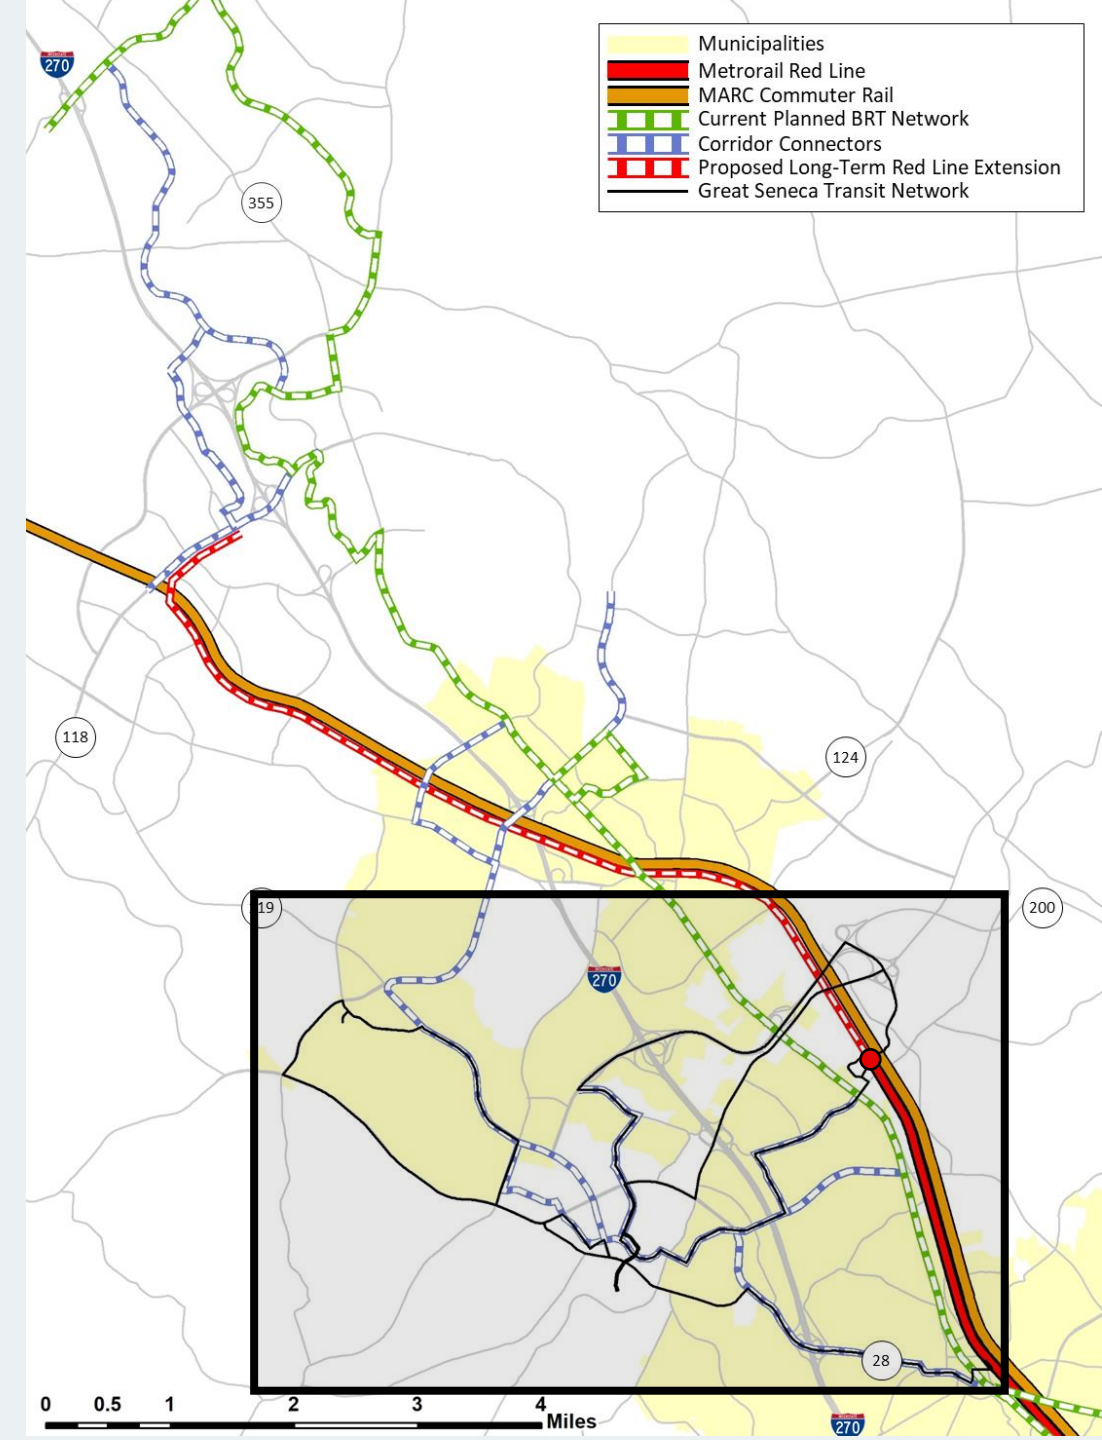 270
Municipalities
Metrorail Red Line
MARC Commuter Rail
Current Planned BRT Network
Corridor Connectors
Proposed Long-Term Red Line Extension
Great Seneca Transit Network
355
118
124
19
200
270
28
0 0.5 1 2 3 4
Miles
270